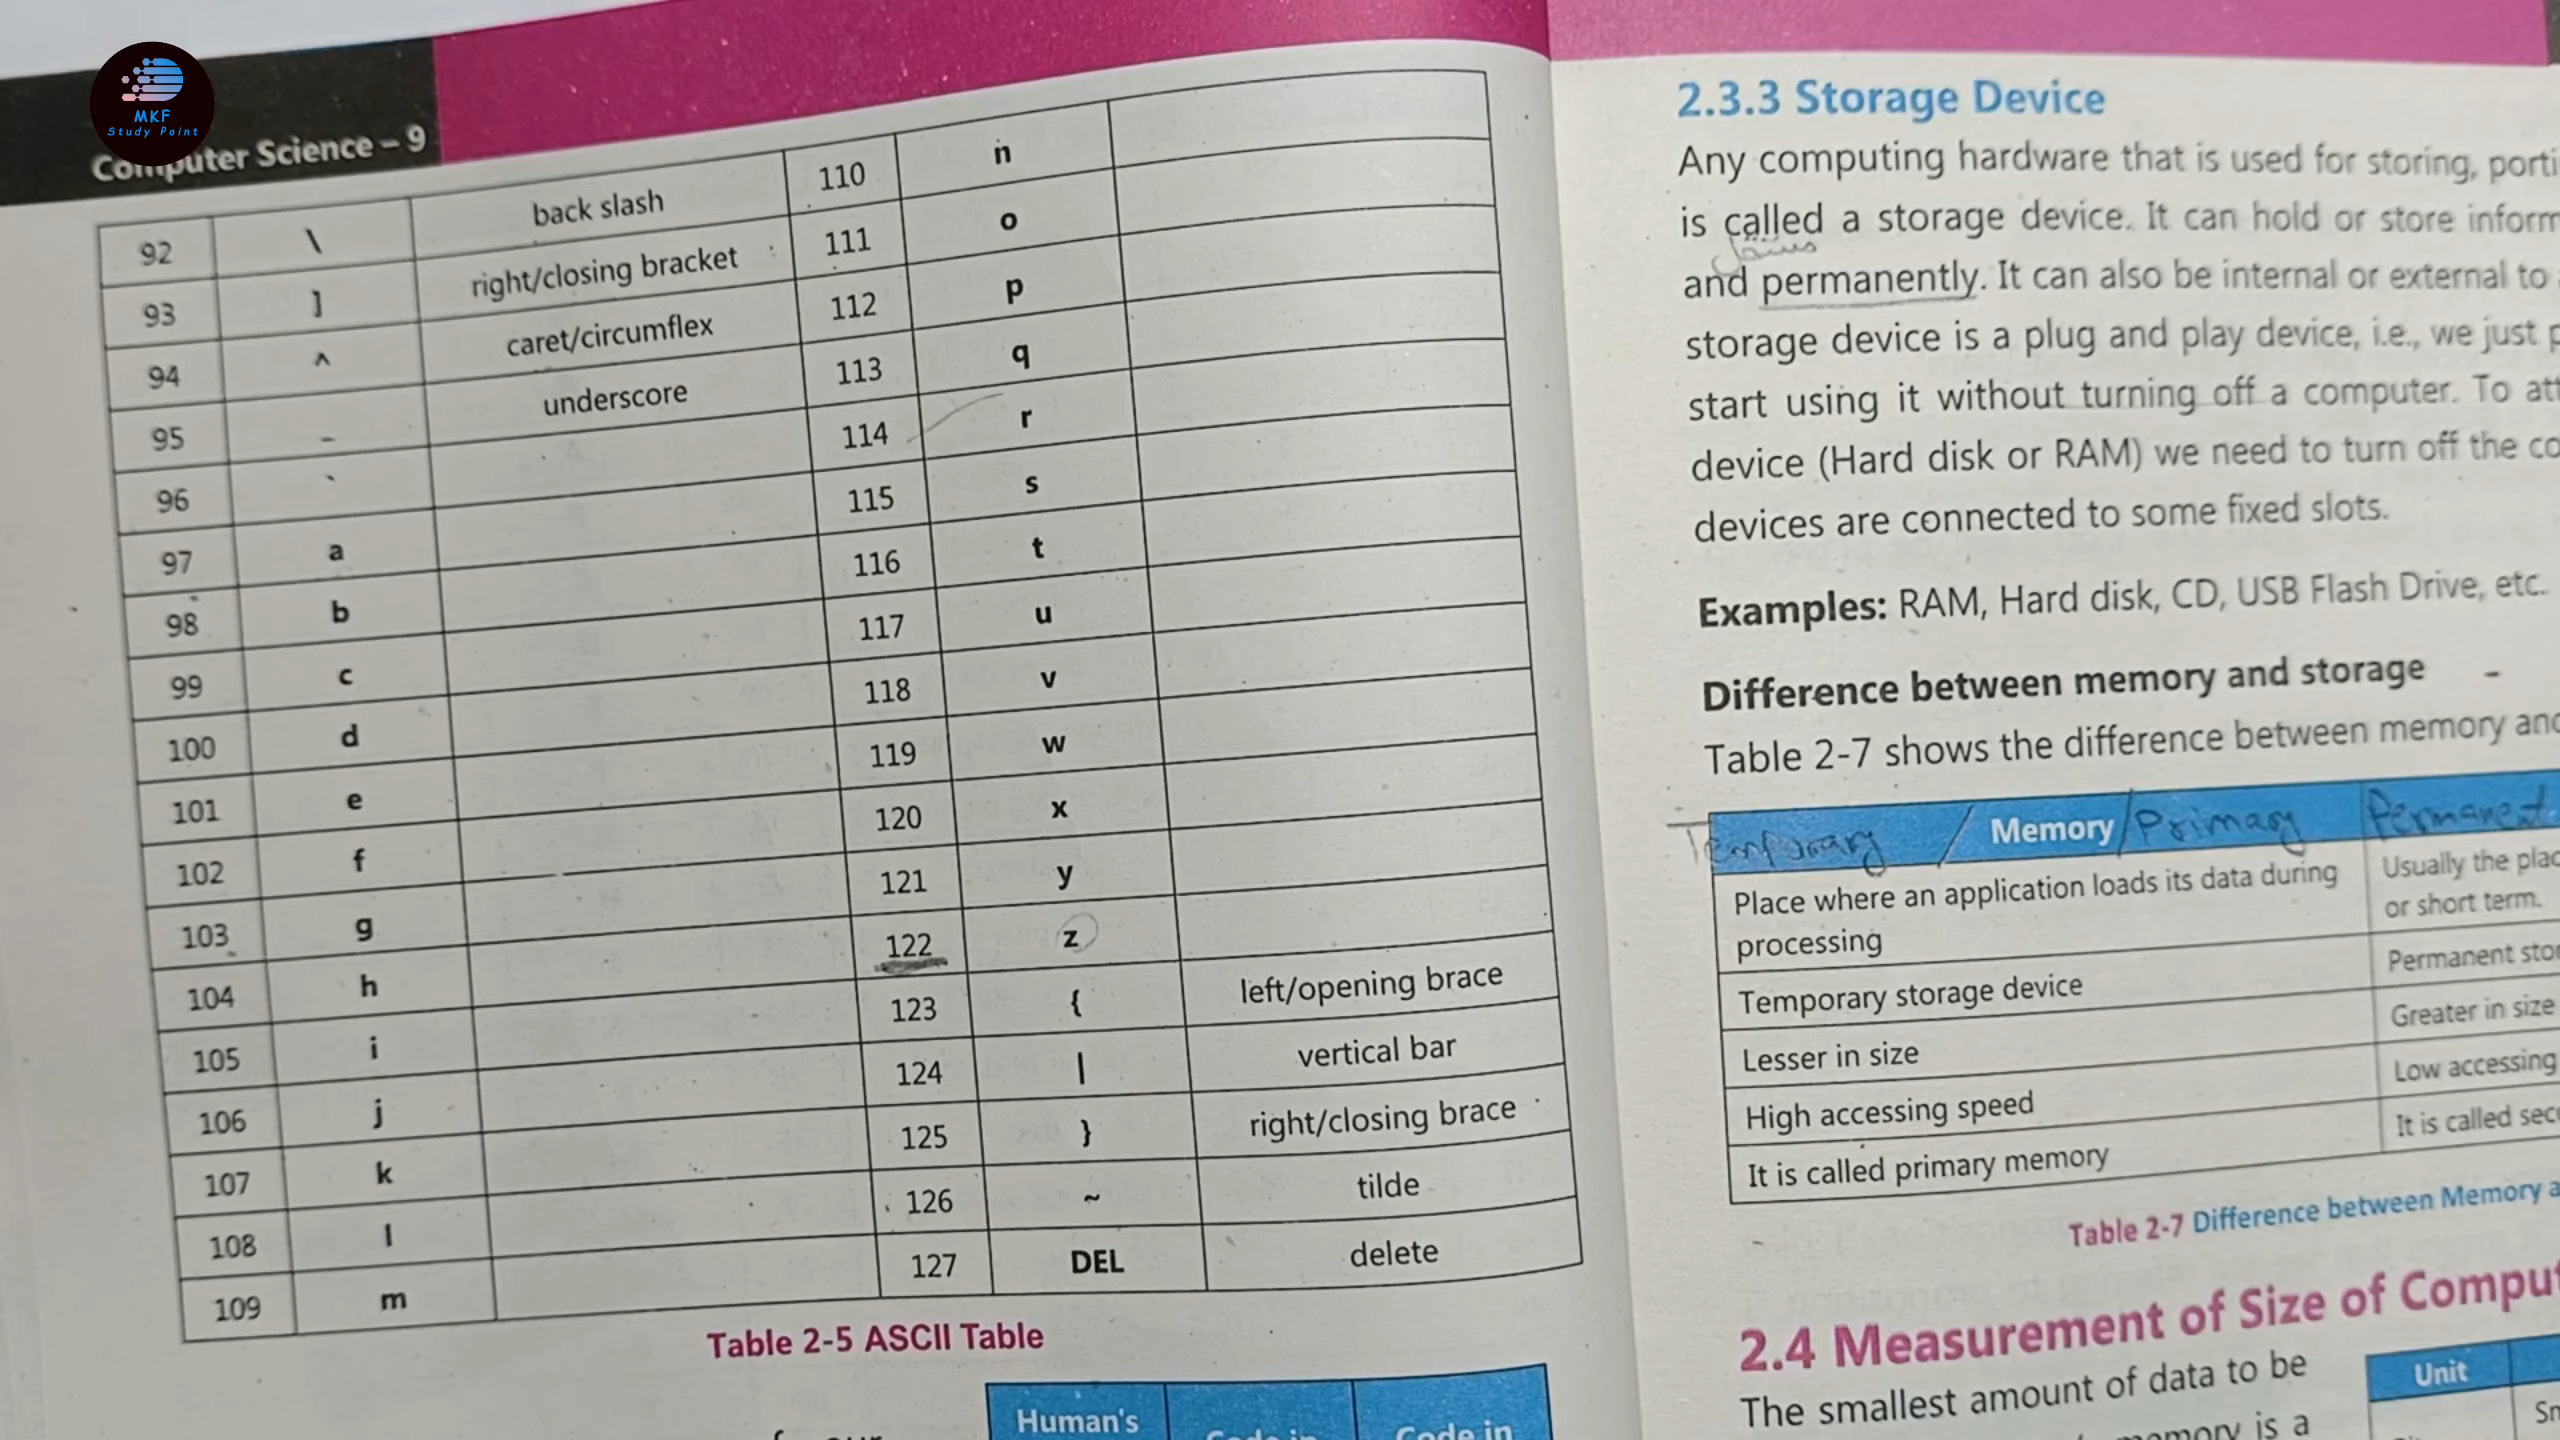 MKF
Study Point
Computer Science – 9
92 \ back slash 110 n
93 ] right/closing bracket 111 o
94 ^ caret/circumflex 112 p
95 _ underscore 113 q
96 ` 114 r
97 a 115 s
98 b 116 t
99 c 117 u
100 d 118 v
101 e 119 w
102 f 120 x
103 g 121 y
104 h 122 z
105 i 123 { left/opening brace
106 j 124 | vertical bar
107 k 125 } right/closing brace
108 l 126 ~ tilde
109 m 127 DEL delete
Table 2-5 ASCII Table
Human's
Code in Code in
2.3.3 Storage Device
Any computing hardware that is used for storing, porti
is called a storage device. It can hold or store inform
and permanently. It can also be internal or external to
storage device is a plug and play device, i.e., we just p
start using it without turning off a computer. To att
device (Hard disk or RAM) we need to turn off the co
devices are connected to some fixed slots.
Examples: RAM, Hard disk, CD, USB Flash Drive, etc.
Difference between memory and storage
Table 2-7 shows the difference between memory and
Temporary / Memory / Primary Permanent
Place where an application loads its data during Usually the plac
processing or short term.
Temporary storage device Permanent stor
Lesser in size Greater in size
High accessing speed Low accessing
It is called primary memory It is called sec
Table 2-7 Difference between Memory a
2.4 Measurement of Size of Comput
The smallest amount of data to be Unit
memory is a Sm